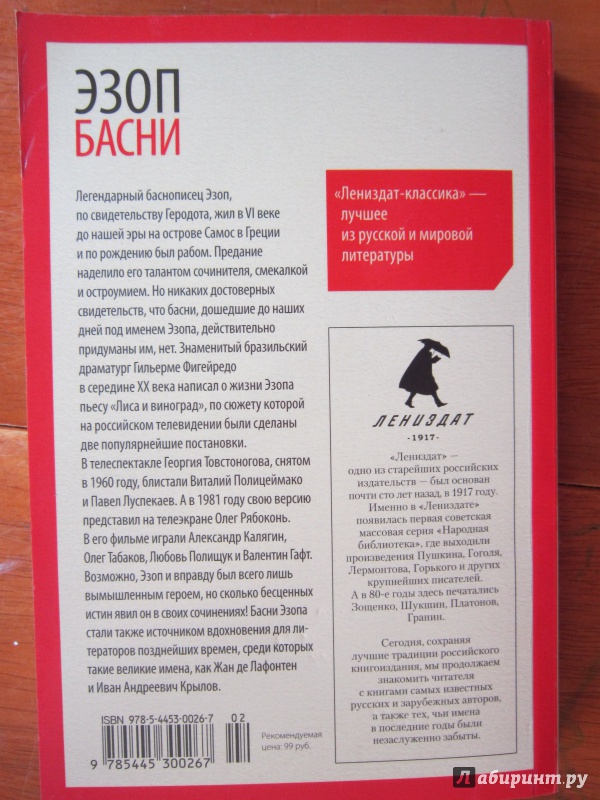 ЭЗОП
БАСНИ
Легендарный баснописец Эзоп,
по свидетельству Геродота, жил в VI веке
до нашей эры на острове Самос в Греции
и по рождению был рабом. Предание
наделило его талантом сочинителя, смекалкой
и остроумием. Но никаких достоверных
свидетельств, что басни, дошедшие до наших
дней под именем Эзопа, действительно
придуманы им, нет. Знаменитый бразильский
драматург Гильерме Фигейредо
в середине XX века написал о жизни Эзопа
пьесу «Лиса и виноград», по сюжету которой
на российском телевидении были сделаны
две популярнейшие постановки.
В телеспектакле Георгия Товстоногова, снятом
в 1960 году, блистали Виталий Полицеймако
и Павел Луспекаев. А в 1981 году свою версию
представил на телеэкране Олег Рябоконь.
В его фильме играли Александр Калягин,
Олег Табаков, Любовь Полищук и Валентин Гафт.
Возможно, Эзоп и вправду был всего лишь
вымышленным героем, но сколько бесценных
истин явил он в своих сочинениях! Басни Эзопа
стали также источником вдохновения для ли-
тераторов позднейших времен, среди которых
такие великие имена, как Жан де Лафонтен
и Иван Андреевич Крылов.
«Лениздат-классика» —
лучшее
из русской и мировой
литературы
ЛЕНИЗДАТ
-1917-
«Лениздат» —
одно из старейших российских
издательств — был основан
почти сто лет назад, в 1917 году.
Именно в «Лениздате»
появилась первая советская
массовая серия «Народная
библиотека», где выходили
произведения Пушкина, Гоголя,
Лермонтова, Горького и других
крупнейших писателей.
А в 80-е годы здесь печатались
Зощенко, Шукшин, Платонов,
Гранин.
Сегодня, сохраняя
лучшие традиции российского
книгоиздания, мы продолжаем
знакомить читателя
с книгами самых известных
русских и зарубежных авторов,
а также тех, чьи имена
в последние годы были
незаслуженно забыты.
ISBN 978-5-4453-0026-7
02
9 785445 300267
Рекомендуемая
цена: 99 руб.
Лабиринт.ру